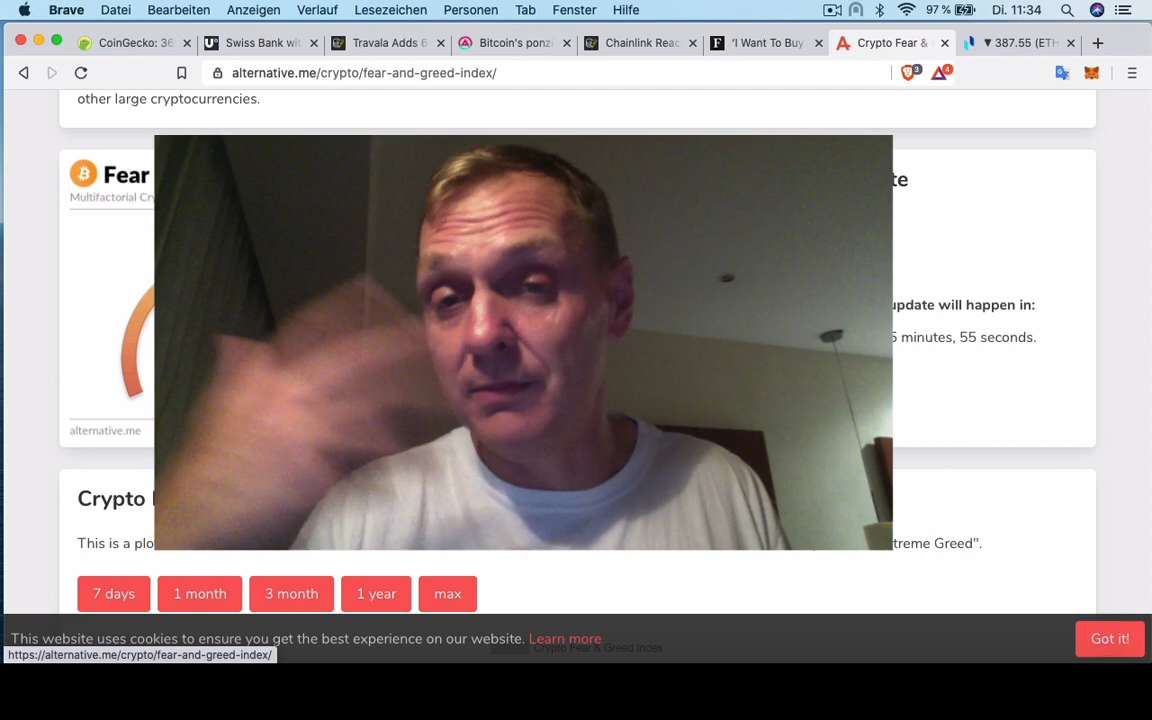 Brave Datei Bearbeiten Anzeigen Verlauf Lesezeichen Personen Tab Fenster Hilfe 97 % Di. 11:34
CoinGecko: 36 Swiss Bank wit Travala Adds 6 Bitcoin's ponzi Chainlink Reac 'I Want To Buy Crypto Fear & ▼ 387.55 (ETH
alternative.me/crypto/fear-and-greed-index/ 3 4
other large cryptocurrencies.
Fear te
Multifactorial Cry
update will happen in:
5 minutes, 55 seconds.
alternative.me
Crypto
This is a plo treme Greed".
7 days 1 month 3 month 1 year max
This website uses cookies to ensure you get the best experience on our website. Learn more Got it!
Crypto Fear & Greed Index
https://alternative.me/crypto/fear-and-greed-index/